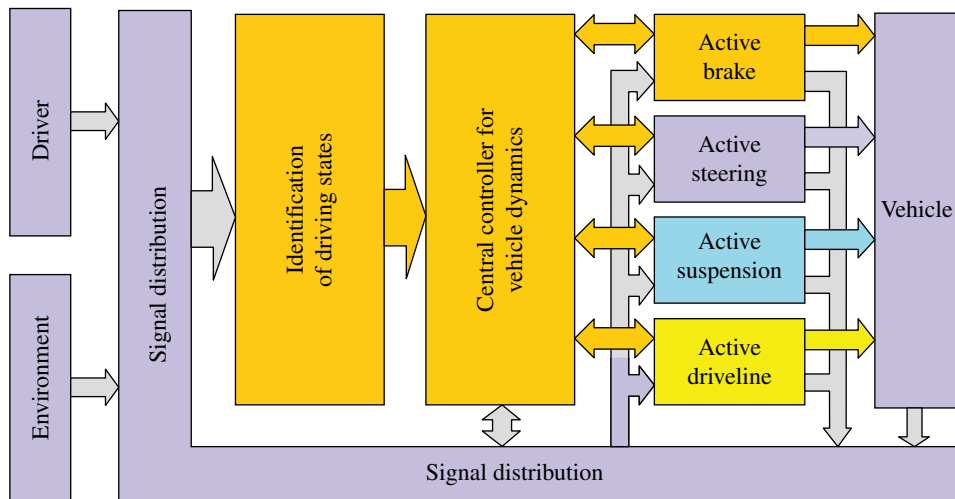 Driver
Environment
Signal distribution
Identification
of driving states
Central controller for
vehicle dynamics
Active
brake
Active
steering
Active
suspension
Active
driveline
Vehicle
Signal distribution